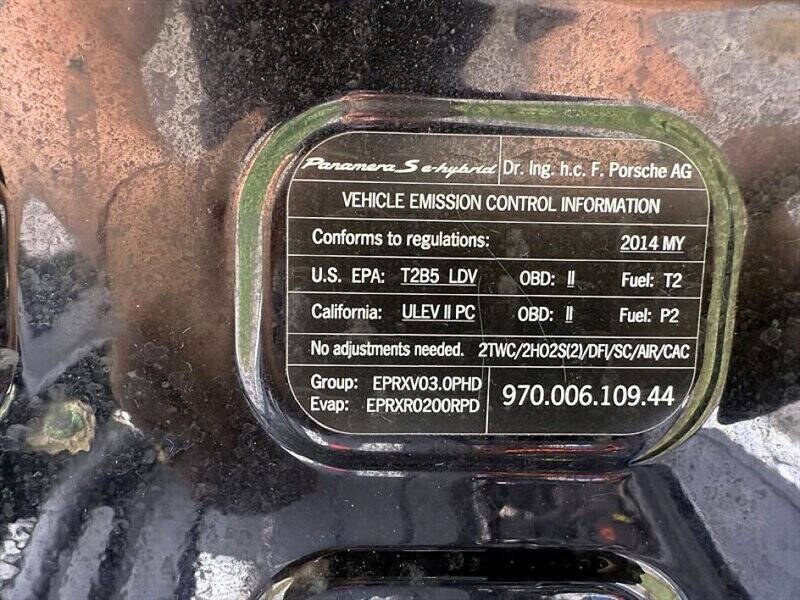 Panamera S e-hybrid Dr. Ing. h.c. F. Porsche AG
VEHICLE EMISSION CONTROL INFORMATION
Conforms to regulations: 2014 MY
U.S. EPA: T2B5 LDV OBD: II Fuel: T2
California: ULEV II PC OBD: II Fuel: P2
No adjustments needed. 2TWC/2HO2S(2)/DFI/SC/AIR/CAC
Group: EPRXV03.0PHD
Evap: EPRXR0200RPD
970.006.109.44